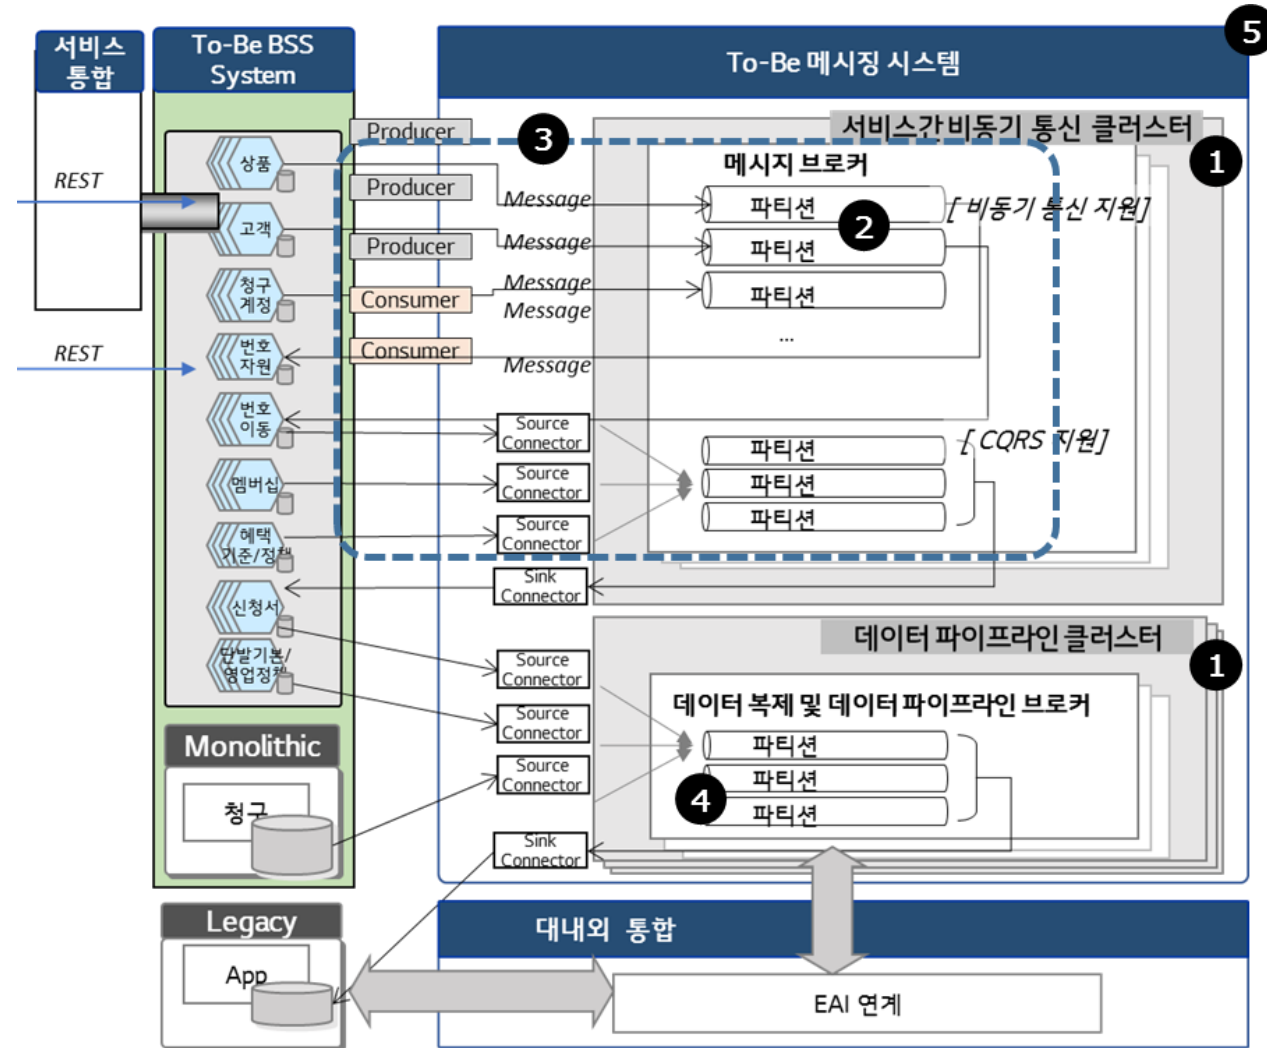 서비스
통합
To-Be BSS
System
To-Be 메시징 시스템
5
REST
REST
상품
고객
청구
계정
번호
자원
번호
이동
멤버십
혜택
기준/정책
신청서
단말기본/
영업정책
Monolithic
청구
Legacy
App
Producer
Producer
Producer
Consumer
Consumer
3
Message
Message
Message
Message
Message
서비스간 비동기 통신 클러스터
1
메시지 브로커
파티션
2
파티션
파티션
...
[ 비동기 통신 지원]
Source
Connector
Source
Connector
Source
Connector
Sink
Connector
파티션
파티션
파티션
[ CQRS 지원]
데이터 파이프라인 클러스터
1
데이터 복제 및 데이터 파이프라인 브로커
Source
Connector
Source
Connector
Source
Connector
Sink
Connector
파티션
파티션
4
파티션
대내외 통합
EAI 연계